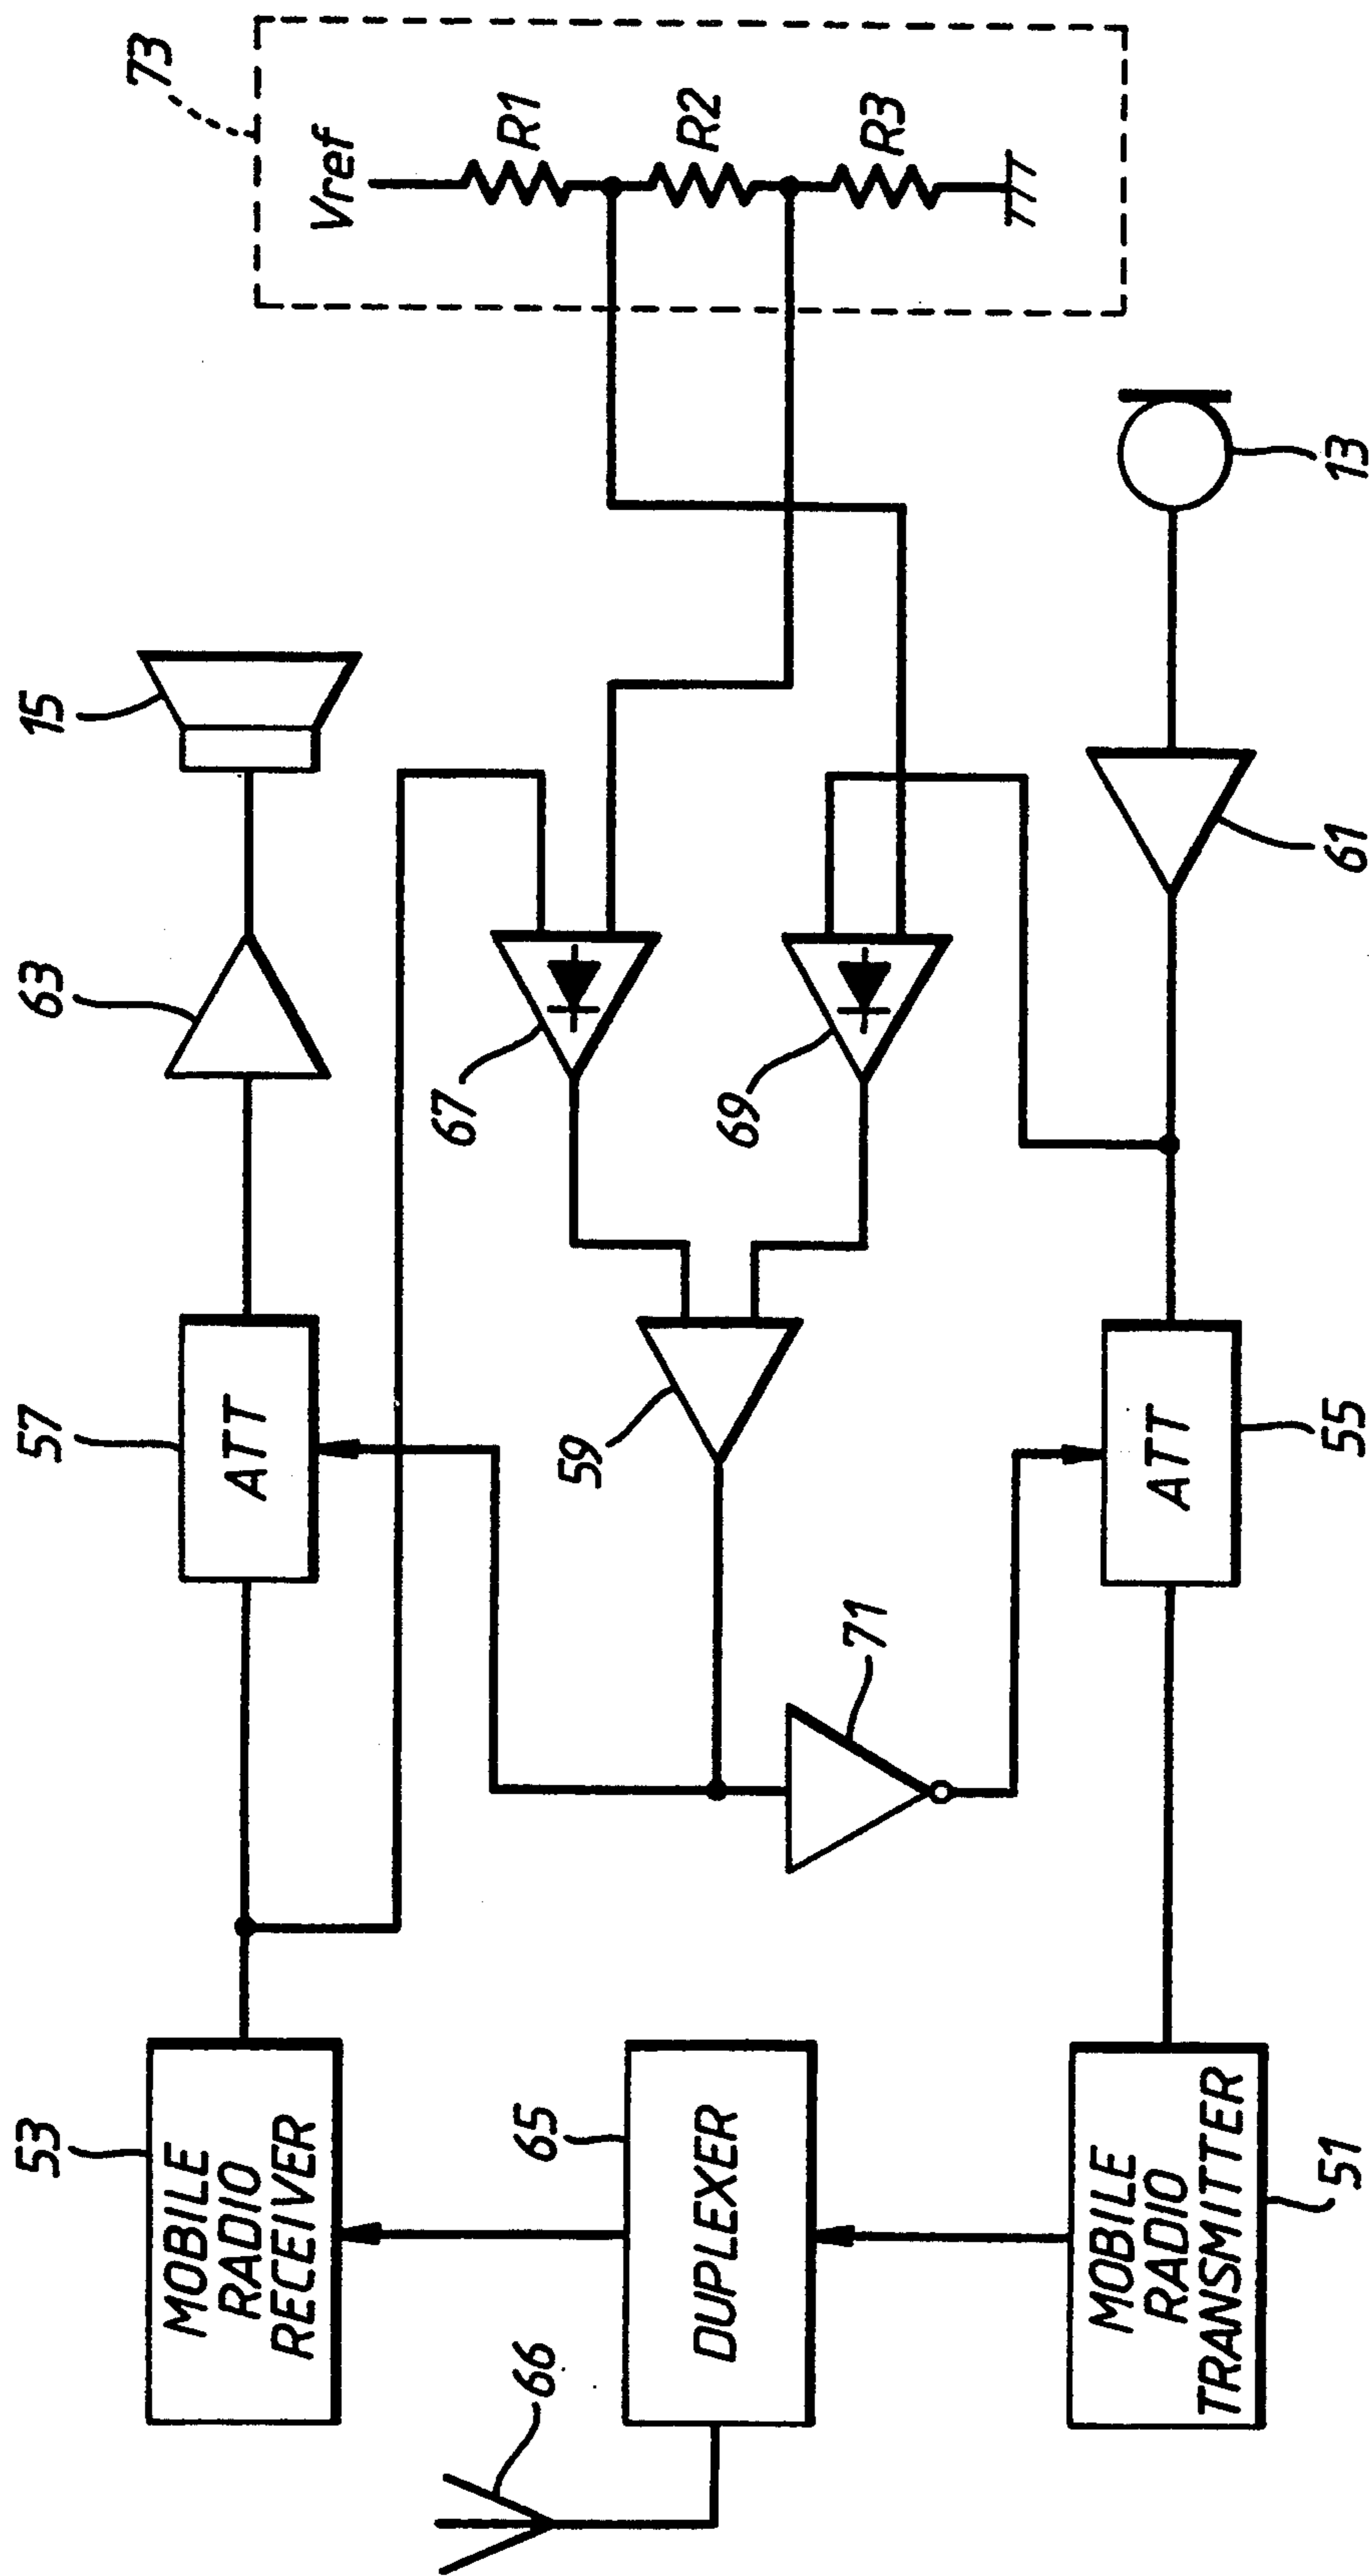 53
MOBILE
RADIO
RECEIVER
57
ATT
63
15
73
Vref
R1
R2
R3
66
65
DUPLEXER
71
59
67
69
51
MOBILE
RADIO
TRANSMITTER
55
ATT
61
13